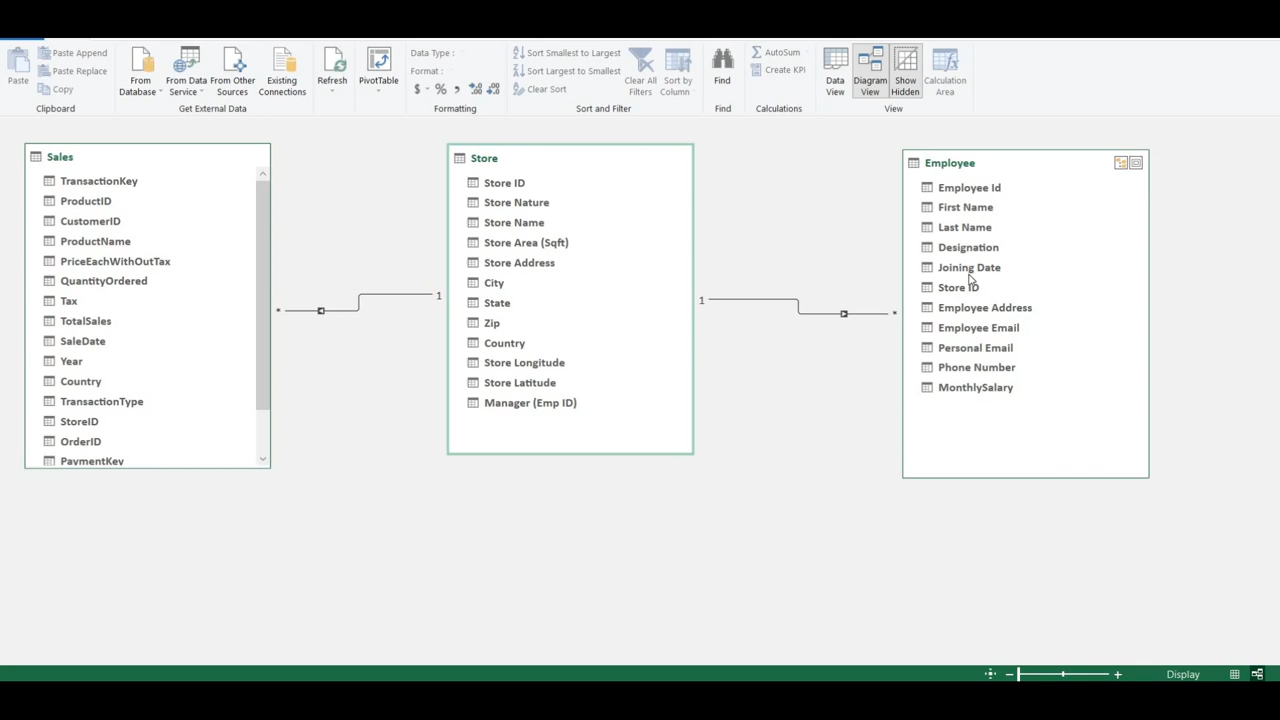 Paste
Paste Append
Paste Replace
Copy
Clipboard
From Database
From Data Service
From Other Sources
Existing Connections
Get External Data
Refresh
PivotTable
Data Type :
Format :
$ % ,
Formatting
Sort Smallest to Largest
Sort Largest to Smallest
Clear Sort
Clear All Filters
Sort by Column
Sort and Filter
Find
Find
AutoSum
Create KPI
Calculations
Data View
Diagram View
Show Hidden
Calculation Area
View
Sales
TransactionKey
ProductID
CustomerID
ProductName
PriceEachWithOutTax
QuantityOrdered
Tax
TotalSales
SaleDate
Year
Country
TransactionType
StoreID
OrderID
PaymentKey
*
1
Store
Store ID
Store Nature
Store Name
Store Area (Sqft)
Store Address
City
State
Zip
Country
Store Longitude
Store Latitude
Manager (Emp ID)
1
*
Employee
Employee Id
First Name
Last Name
Designation
Joining Date
Store ID
Employee Address
Employee Email
Personal Email
Phone Number
MonthlySalary
Display